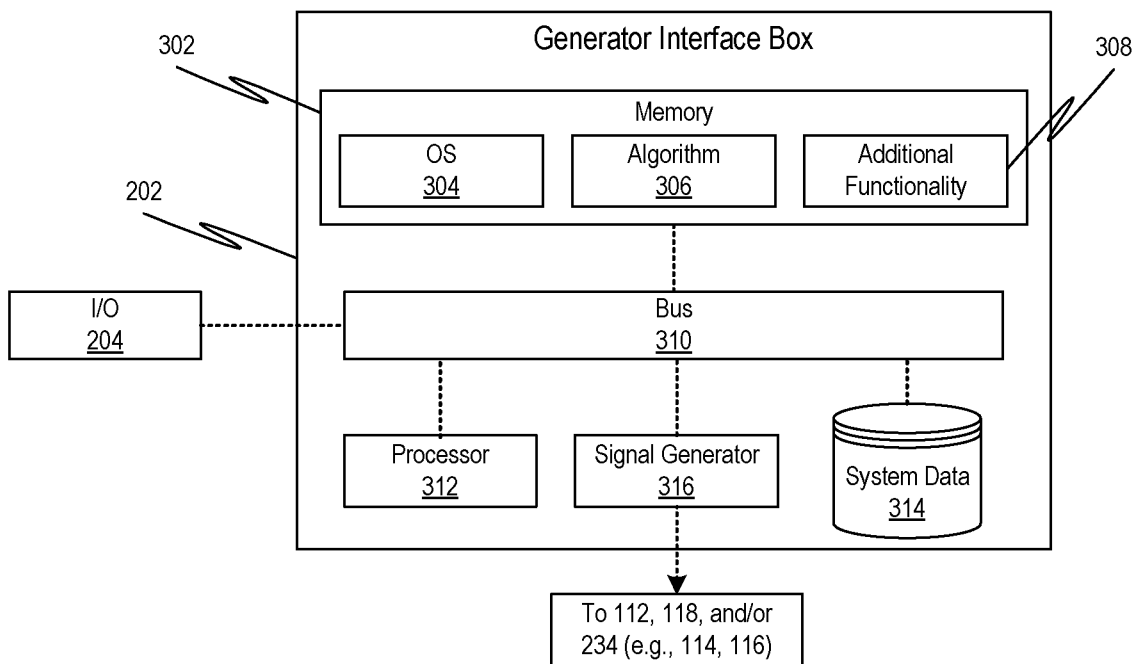 Generator Interface Box
302
308
Memory
OS
304
Algorithm
306
Additional
Functionality
202
I/O
204
Bus
310
Processor
312
Signal Generator
316
System Data
314
To 112, 118, and/or
234 (e.g., 114, 116)